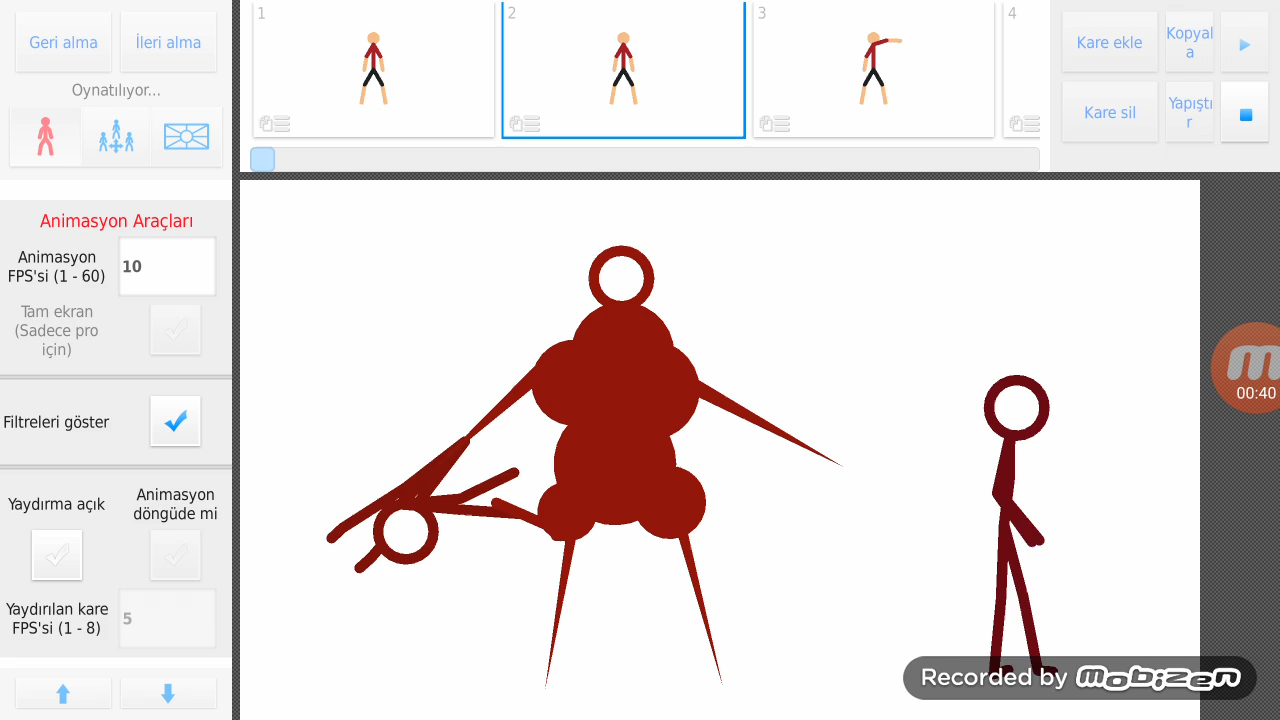 Geri alma
İleri alma
Oynatılıyor...
1
2
3
4
Kare ekle
Kopyal
a
Kare sil
Yapıştı
r
Animasyon Araçları
Animasyon
FPS'si (1 - 60)
10
Tam ekran
(Sadece pro
için)
Filtreleri göster
Yaydırma açık
Animasyon
döngüde mi
Yaydırılan kare
FPS'si (1 - 8)
5
00:40
Recorded by mobizen